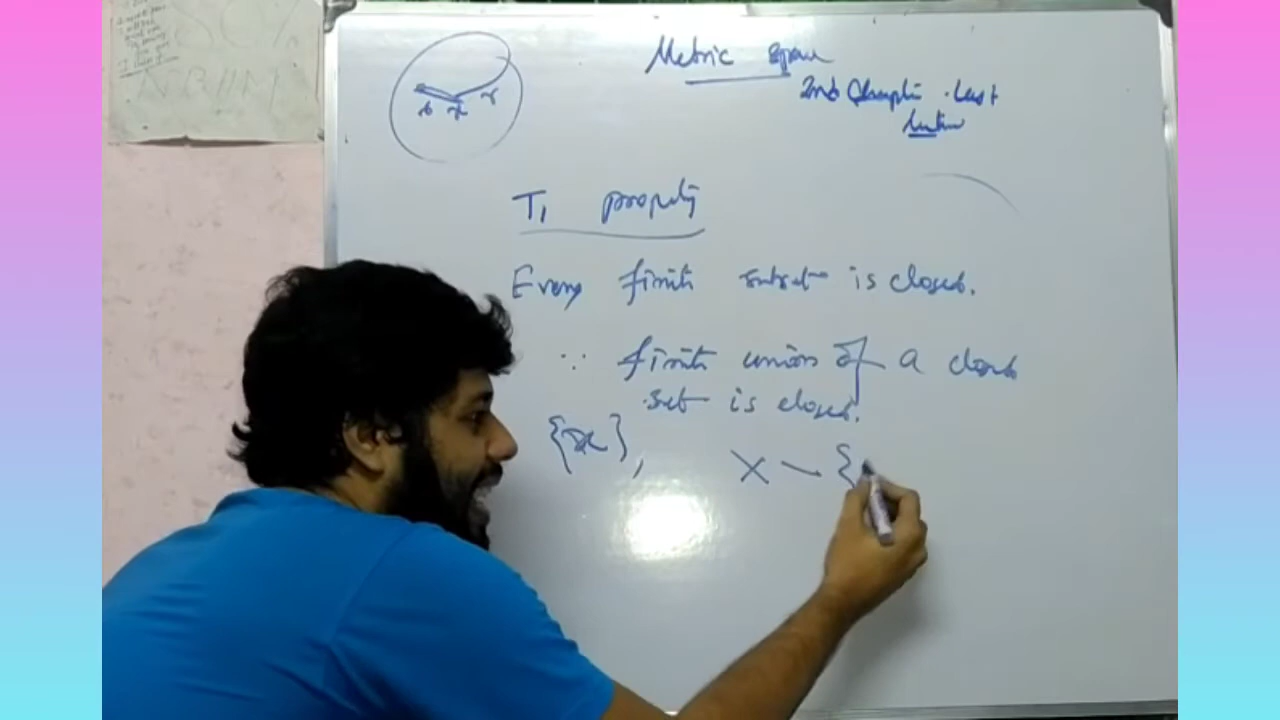 Metric space
2nd Chapter. Last
b x r
T1 property
Every finite subset is closed.
∵ finite union of a closed
set is closed.
{x}, X - {
NBHM